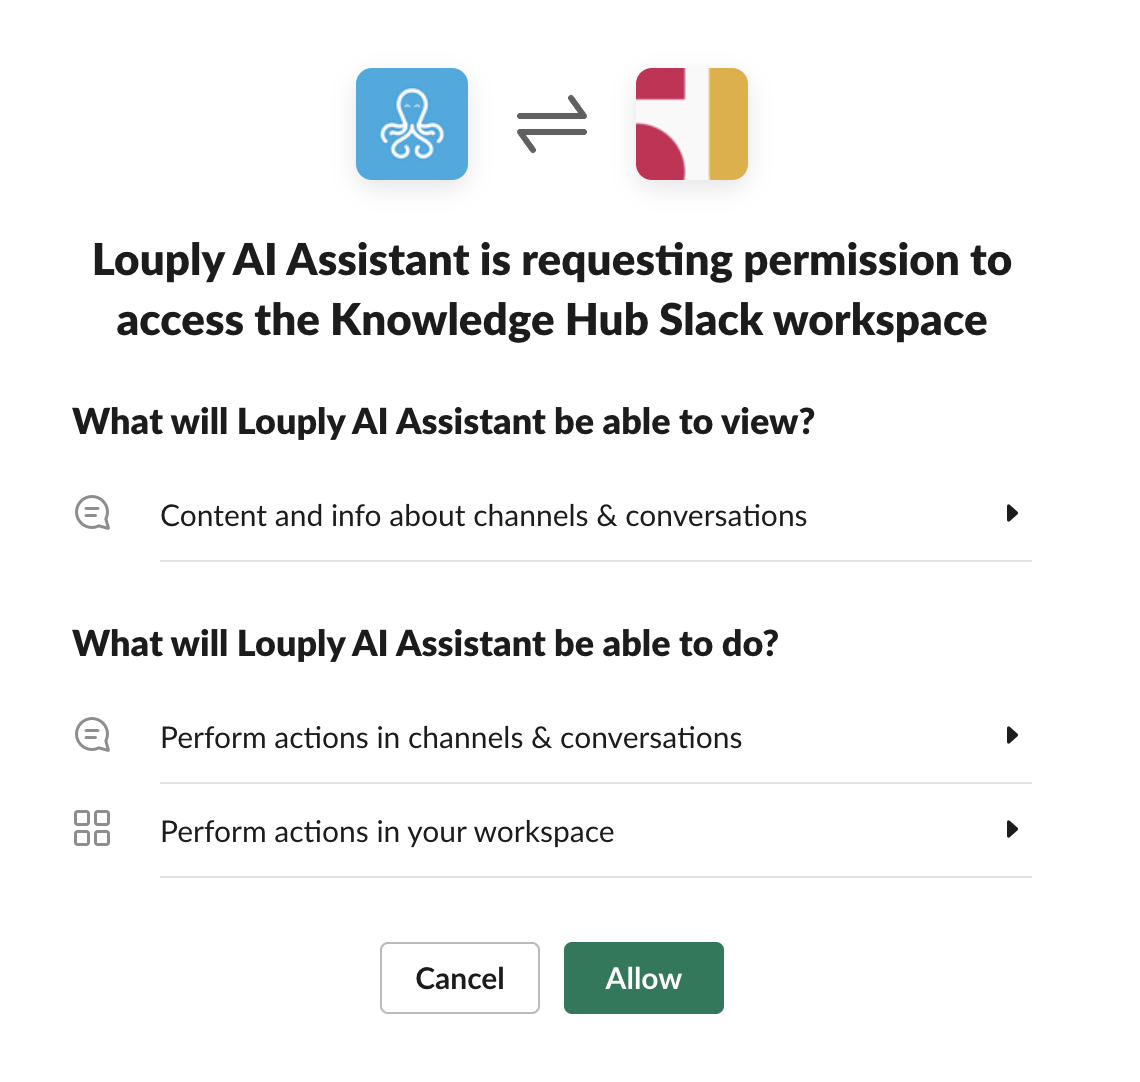 Louply AI Assistant is requesting permission to
access the Knowledge Hub Slack workspace
What will Louply AI Assistant be able to view?
Content and info about channels & conversations
What will Louply AI Assistant be able to do?
Perform actions in channels & conversations
Perform actions in your workspace
Cancel
Allow